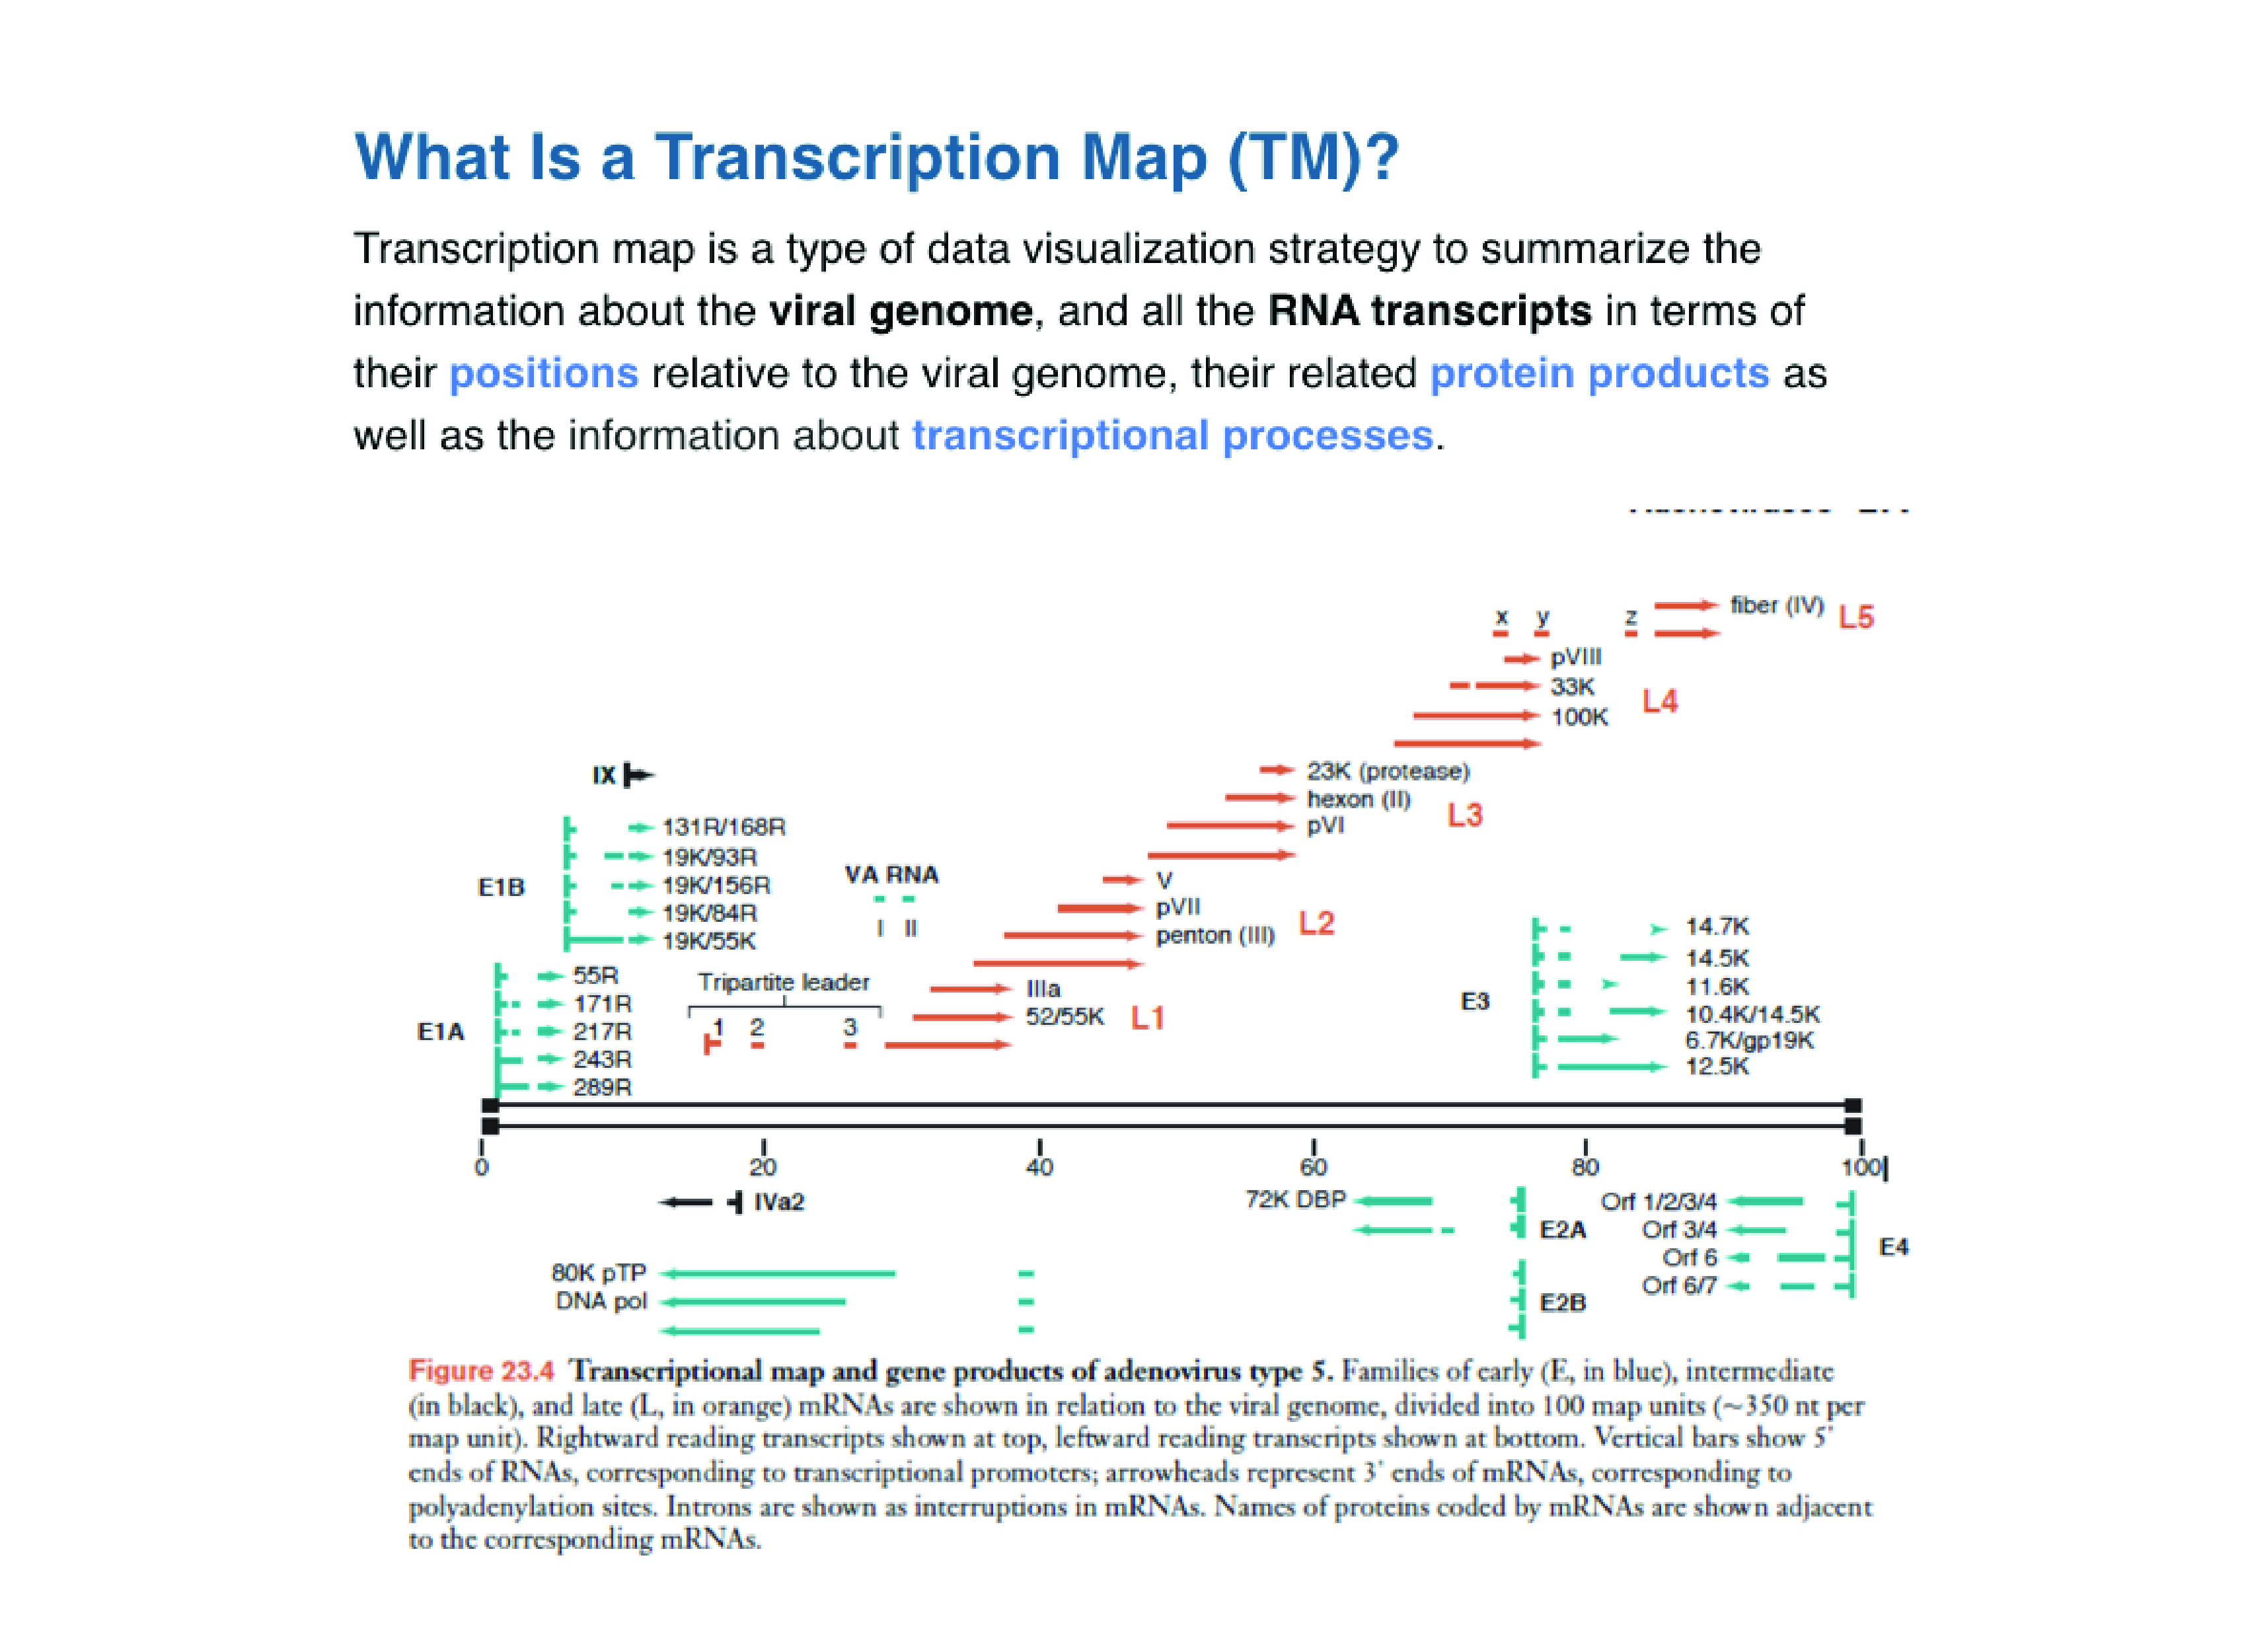 What Is a Transcription Map (TM)?
Transcription map is a type of data visualization strategy to summarize the
information about the viral genome, and all the RNA transcripts in terms of
their positions relative to the viral genome, their related protein products as
well as the information about transcriptional processes.
fiber (IV) L5
x y z
pVIII
33K
L4
100K
IX
23K (protease)
hexon (II)
L3
pVI
131R/168R
19K/93R
E1B
19K/156R
19K/84R
19K/55K
VA RNA
I II
V
pVII
L2
penton (III)
14.7K
14.5K
11.6K
E3
10.4K/14.5K
6.7K/gp19K
12.5K
55R
171R
E1A
217R
243R
289R
Tripartite leader
1 2 3
IIIa
52/55K L1
0 20 40 60 80 100
IVa2
72K DBP
E2A
Orf 1/2/3/4
Orf 3/4
E4
Orf 6
Orf 6/7
80K pTP
DNA pol
E2B
Figure 23.4 Transcriptional map and gene products of adenovirus type 5. Families of early (E, in blue), intermediate
(in black), and late (L, in orange) mRNAs are shown in relation to the viral genome, divided into 100 map units (~350 nt per
map unit). Rightward reading transcripts shown at top, leftward reading transcripts shown at bottom. Vertical bars show 5'
ends of RNAs, corresponding to transcriptional promoters; arrowheads represent 3' ends of mRNAs, corresponding to
polyadenylation sites. Introns are shown as interruptions in mRNAs. Names of proteins coded by mRNAs are shown adjacent
to the corresponding mRNAs.